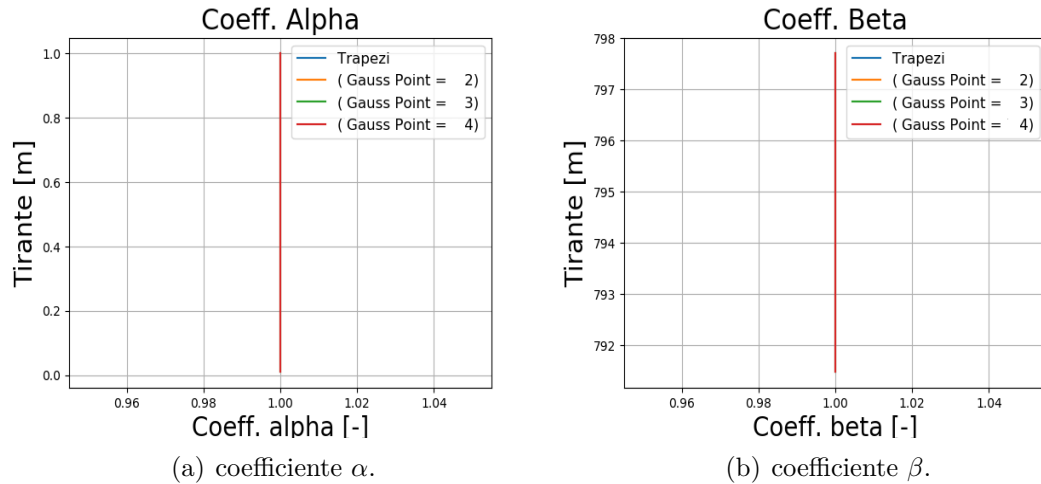 Coeff. Alpha
Tirante [m]
1.0
0.8
0.6
0.4
0.2
0.0
Trapezi
( Gauss Point = 2)
( Gauss Point = 3)
( Gauss Point = 4)
0.96 0.98 1.00 1.02 1.04
Coeff. alpha [-]
(a) coefficiente α.
Coeff. Beta
Tirante [m]
798
797
796
795
794
793
792
Trapezi
( Gauss Point = 2)
( Gauss Point = 3)
( Gauss Point = 4)
0.96 0.98 1.00 1.02 1.04
Coeff. beta [-]
(b) coefficiente β.